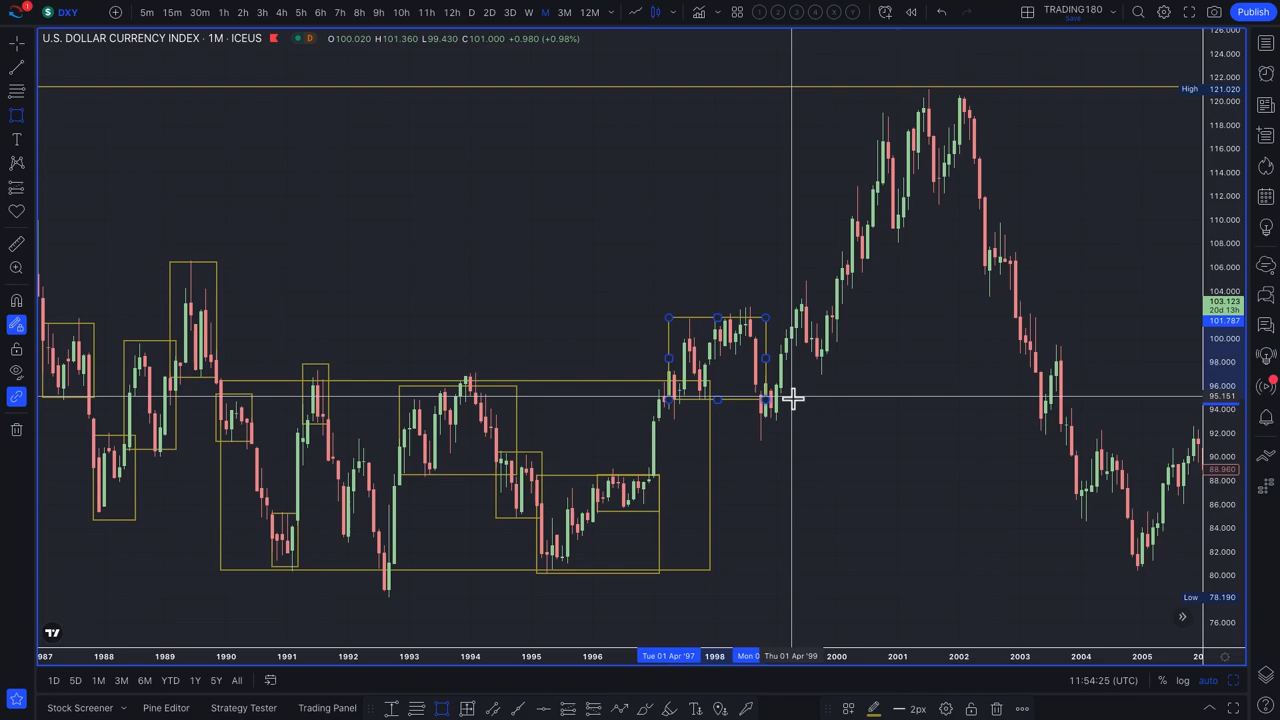 11
DXY
5m 15m 30m 1h 2h 3h 4h 5h 6h 7h 8h 9h 10h 11h 12h D 2D 3D W M 3M 12M
TRADING180
Save
Publish
U.S. DOLLAR CURRENCY INDEX · 1M · ICEUS D O100.020 H101.360 L99.430 C101.000 +0.980 (+0.98%)
126.000
124.000
122.000
High 121.020
120.000
118.000
116.000
114.000
112.000
110.000
108.000
106.000
104.000
103.123
20d 13h
101.787
100.000
98.000
96.000
95.151
94.000
92.000
90.000
88.960
88.000
86.000
84.000
82.000
80.000
Low 78.190
76.000
987 1988 1989 1990 1991 1992 1993 1994 1995 1996 Tue 01 Apr '97 1998 Mon 0 Thu 01 Apr '99 2000 2001 2002 2003 2004 2005 20
1D 5D 1M 3M 6M YTD 1Y 5Y All 11:54:25 (UTC) % log auto
Stock Screener Pine Editor Strategy Tester Trading Panel 2px